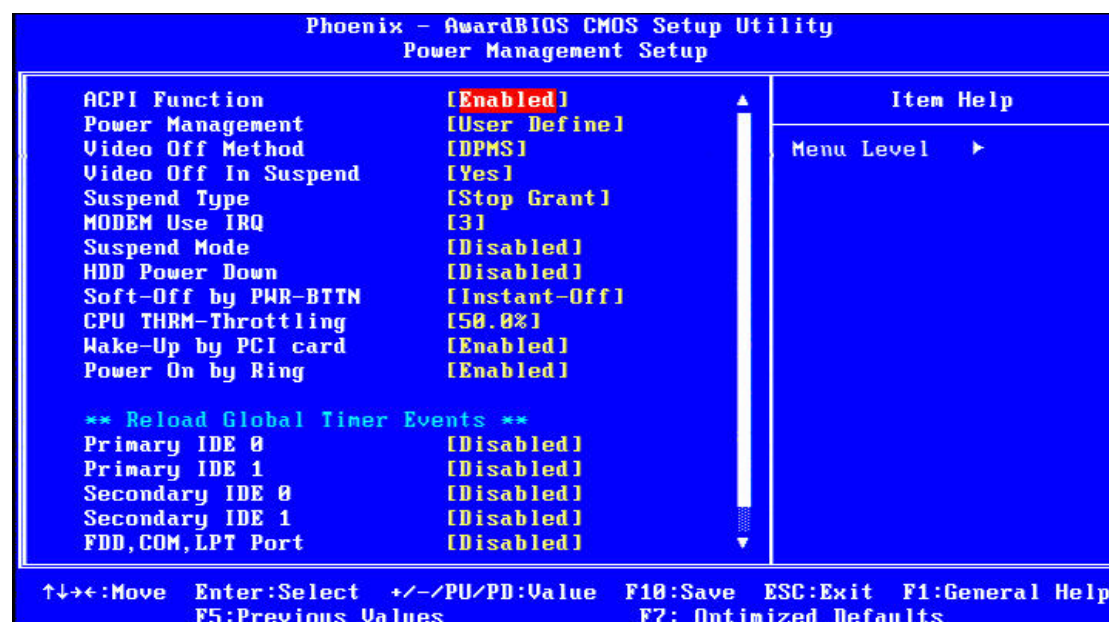 Phoenix - AwardBIOS CMOS Setup Utility
Power Management Setup
ACPI Function [Enabled]
Power Management [User Define]
Video Off Method [DPMS]
Video Off In Suspend [Yes]
Suspend Type [Stop Grant]
MODEM Use IRQ [3]
Suspend Mode [Disabled]
HDD Power Down [Disabled]
Soft-Off by PWR-BTTN [Instant-Off]
CPU THRM-Throttling [50.0%]
Wake-Up by PCI card [Enabled]
Power On by Ring [Enabled]
** Reload Global Timer Events **
Primary IDE 0 [Disabled]
Primary IDE 1 [Disabled]
Secondary IDE 0 [Disabled]
Secondary IDE 1 [Disabled]
FDD,COM,LPT Port [Disabled]
Item Help
Menu Level ►
↑↓→←:Move Enter:Select +/-/PU/PD:Value F10:Save ESC:Exit F1:General Help
F5:Previous Values F7: Optimized Defaults